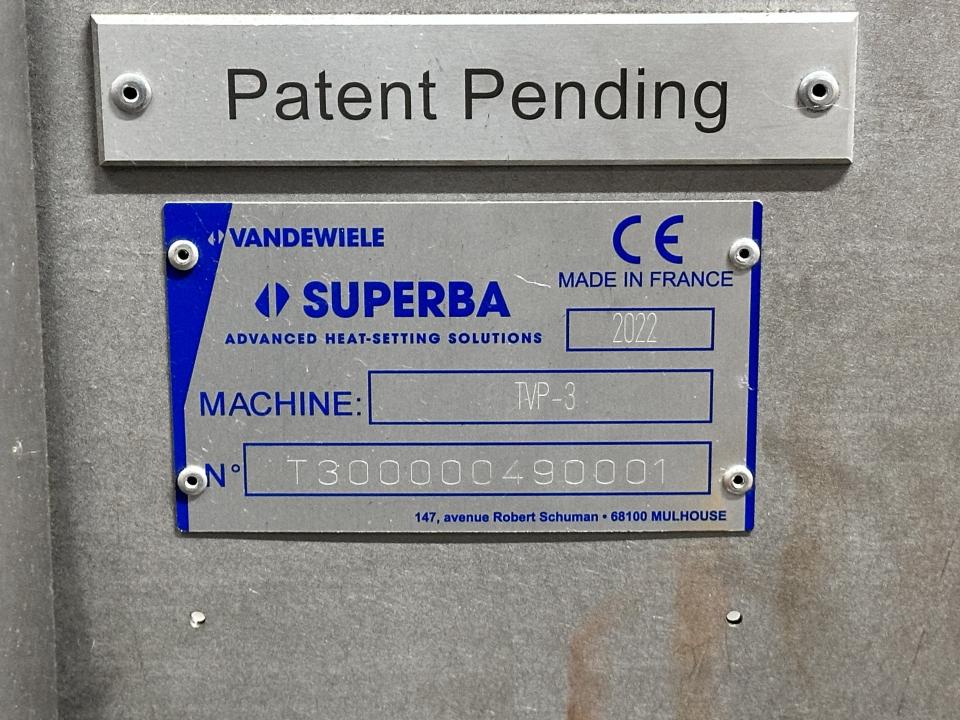 Patent Pending
VANDEWIELE
CE
MADE IN FRANCE
SUPERBA
ADVANCED HEAT-SETTING SOLUTIONS
2022
MACHINE: TVP-3
N° T300000490001
147, avenue Robert Schuman • 68100 MULHOUSE